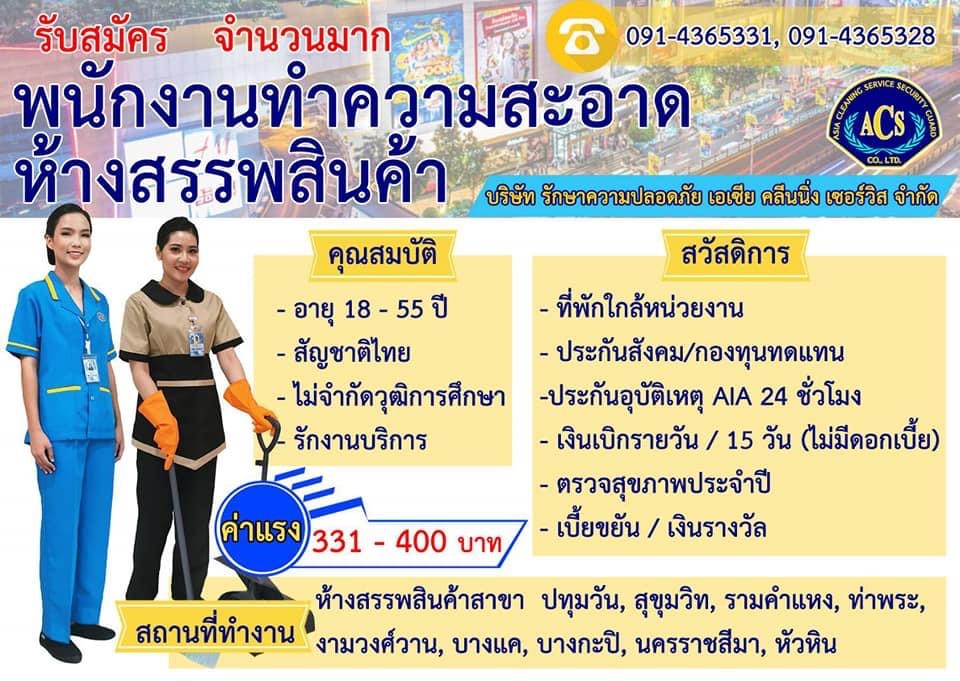 รับสมัคร จำนวนมาก
091-4365331, 091-4365328
พนักงานทำความสะอาด
ห้างสรรพสินค้า
ASIA CLEANING SERVICE SECURITY GUARD
ACS
CO., LTD.
บริษัท รักษาความปลอดภัย เอเซีย คลีนนิ่ง เซอร์วิส จำกัด
คุณสมบัติ
- อายุ 18 - 55 ปี
- สัญชาติไทย
- ไม่จำกัดวุฒิการศึกษา
- รักงานบริการ
สวัสดิการ
- ที่พักใกล้หน่วยงาน
- ประกันสังคม/กองทุนทดแทน
-ประกันอุบัติเหตุ AIA 24 ชั่วโมง
- เงินเบิกรายวัน / 15 วัน (ไม่มีดอกเบี้ย)
- ตรวจสุขภาพประจำปี
- เบี้ยขยัน / เงินรางวัล
ค่าแรง
331 - 400 บาท
สถานที่ทำงาน
ห้างสรรพสินค้าสาขา ปทุมวัน, สุขุมวิท, รามคำแหง, ท่าพระ,
งามวงศ์วาน, บางแค, บางกะปิ, นครราชสีมา, หัวหิน